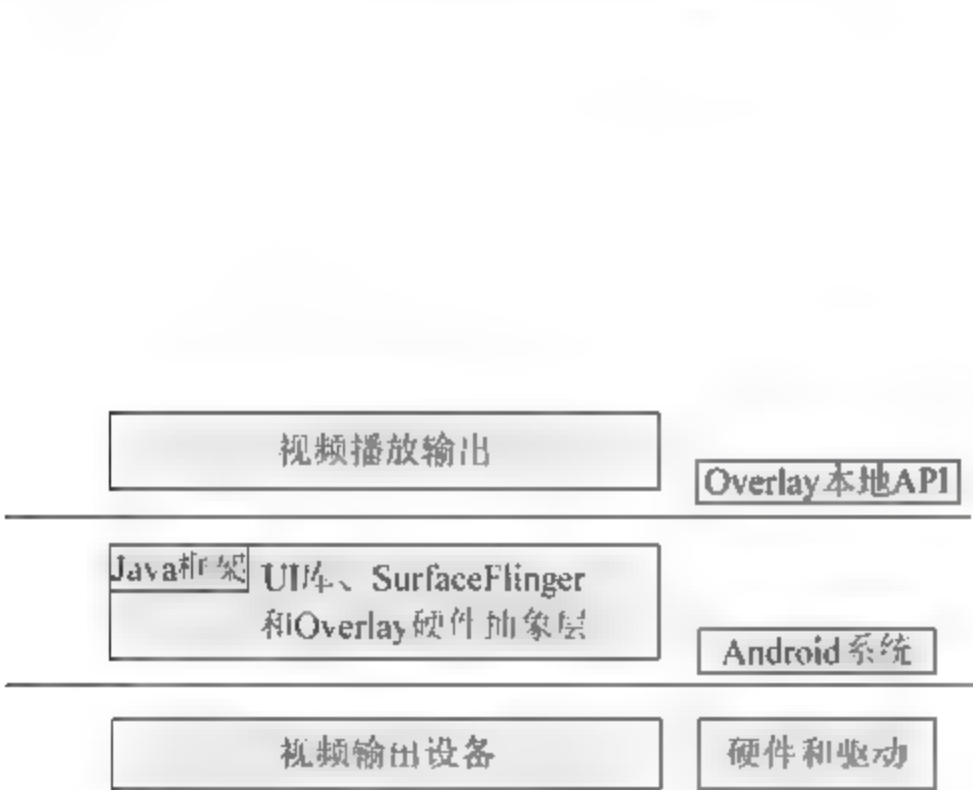 视频播放输出
Overlay本地API
Java框架
UI库、SurfaceFlinger
和Overlay硬件抽象层
Android系统
视频输出设备
硬件和驱动